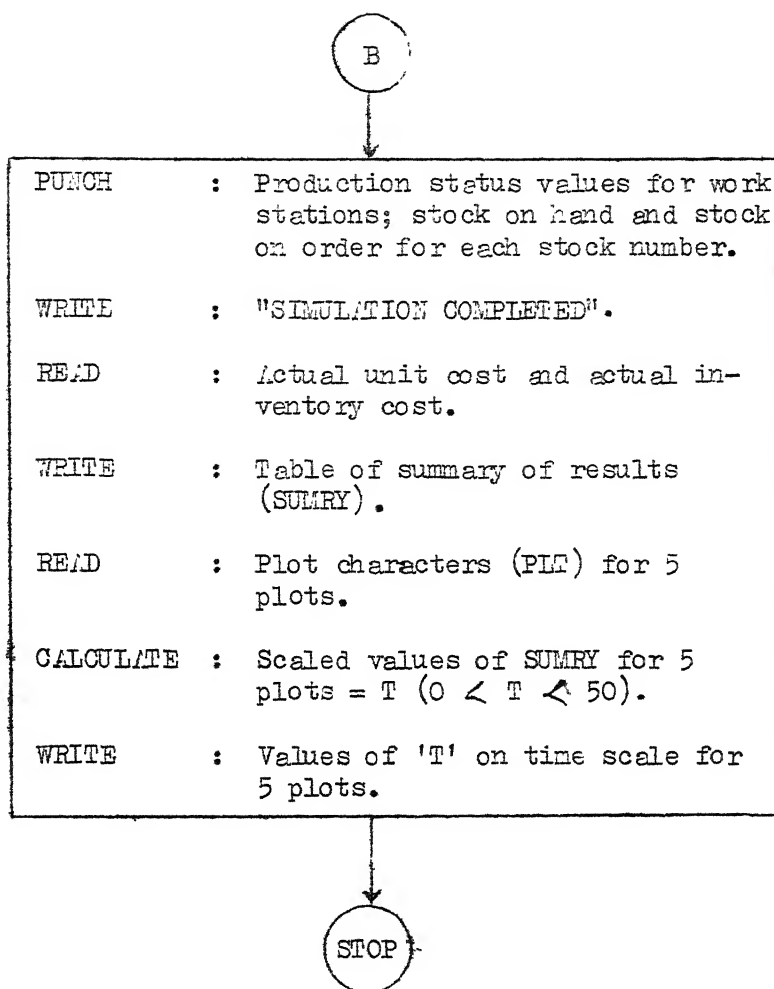 B
PUNCH : Production status values for work
stations; stock on hand and stock
on order for each stock number.
WRITE : "SIMULATION COMPLETED".
READ : Actual unit cost and actual in-
ventory cost.
WRITE : Table of summary of results
(SUMRY).
READ : Plot characters (PLT) for 5
plots.
CALCULATE : Scaled values of SUMRY for 5
plots = T (0 < T < 50).
WRITE : Values of 'T' on time scale for
5 plots.
STOP